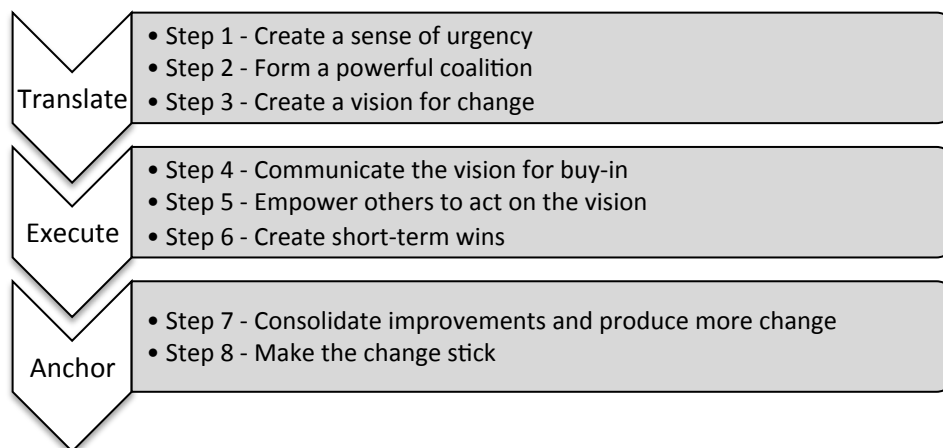 Translate
• Step 1 - Create a sense of urgency
• Step 2 - Form a powerful coalition
• Step 3 - Create a vision for change
Execute
• Step 4 - Communicate the vision for buy-in
• Step 5 - Empower others to act on the vision
• Step 6 - Create short-term wins
Anchor
• Step 7 - Consolidate improvements and produce more change
• Step 8 - Make the change stick